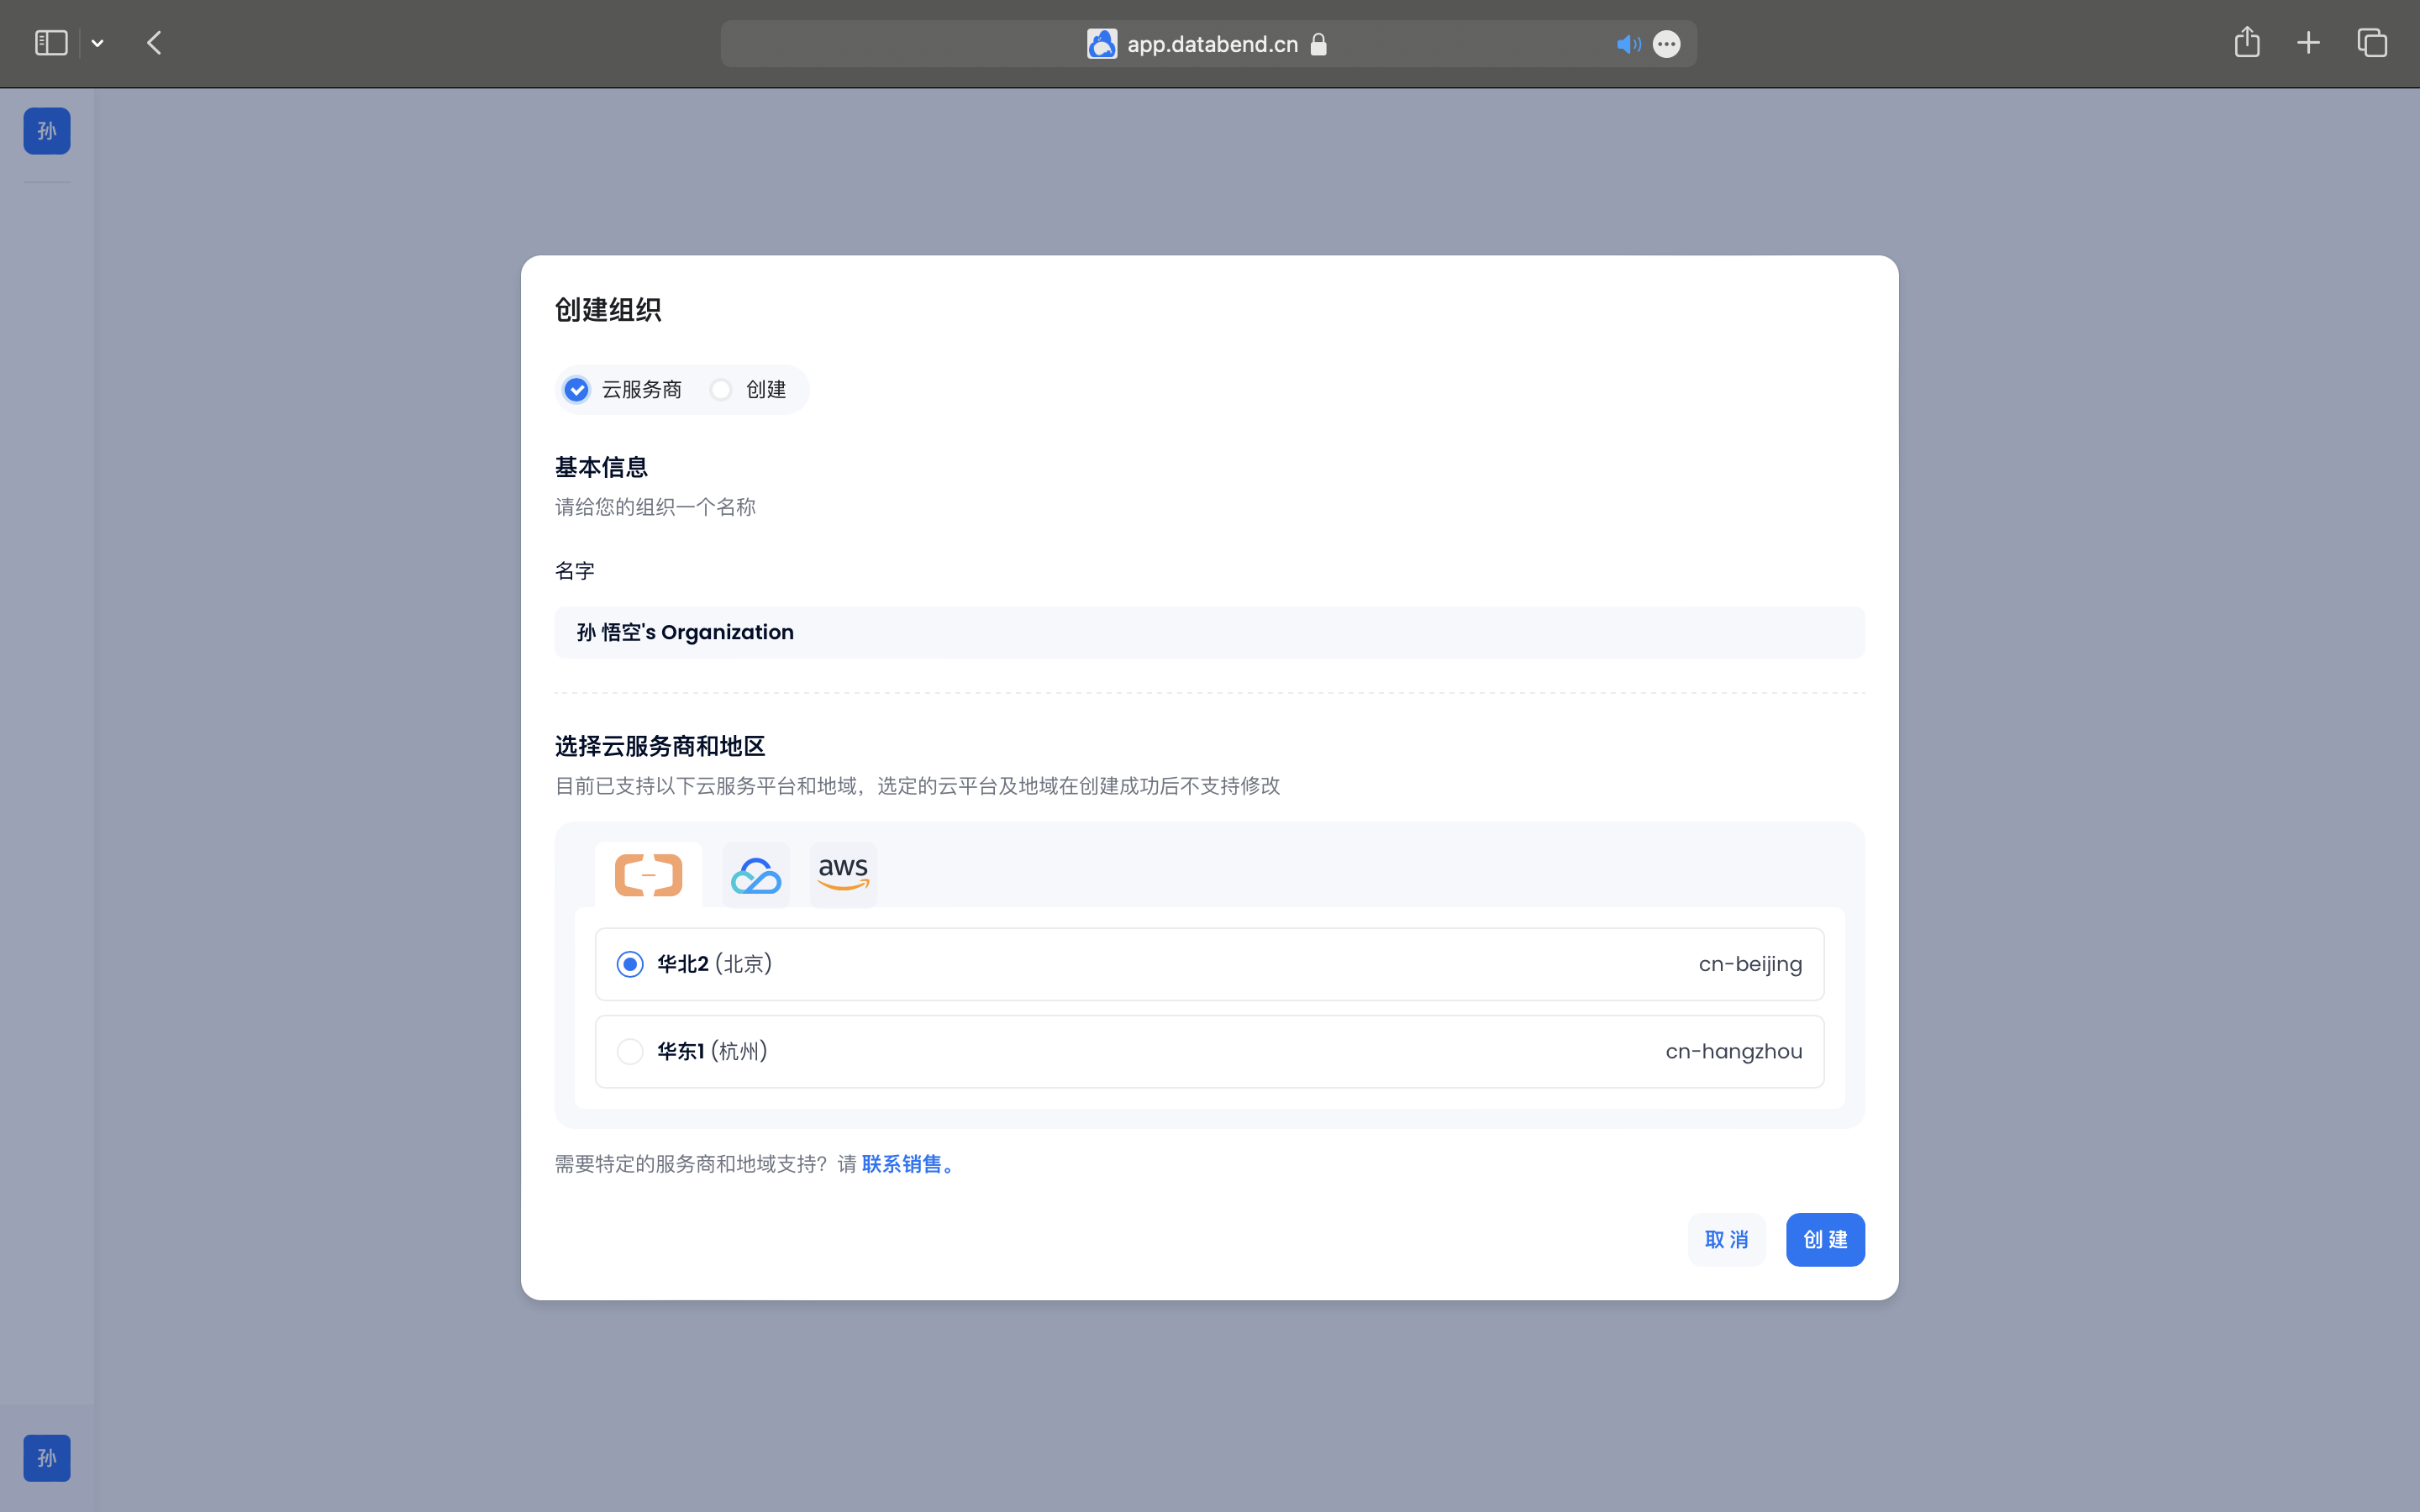 app.databend.cn
孙
创建组织
云服务商 创建
基本信息
请给您的组织一个名称
名字
孙 悟空's Organization
选择云服务商和地区
目前已支持以下云服务平台和地域，选定的云平台及地域在创建成功后不支持修改
aws
华北2 (北京) cn-beijing
华东1 (杭州) cn-hangzhou
需要特定的服务商和地域支持？请 联系销售。
取 消 创 建
孙